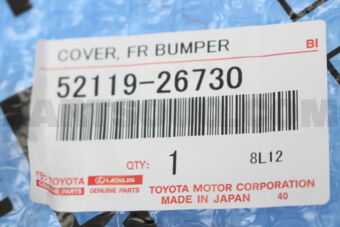 COVER, FR BUMPER BI
52119-26730
QTY: 1 8L12
TOYOTA LEXUS
GENUINE PARTS GENUINE PARTS
TOYOTA MOTOR CORPORATION
MADE IN JAPAN 40